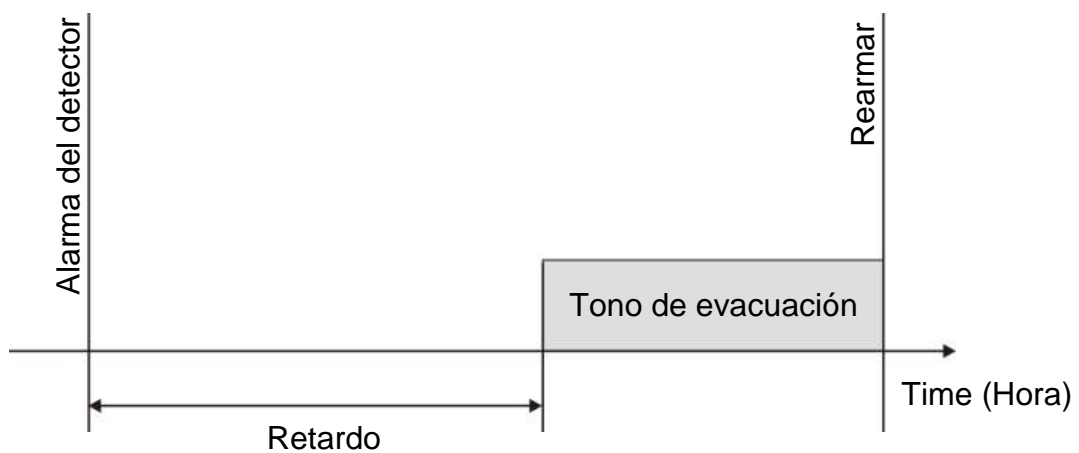 Alarma del detector
Rearmar
Tono de evacuación
Time (Hora)
Retardo